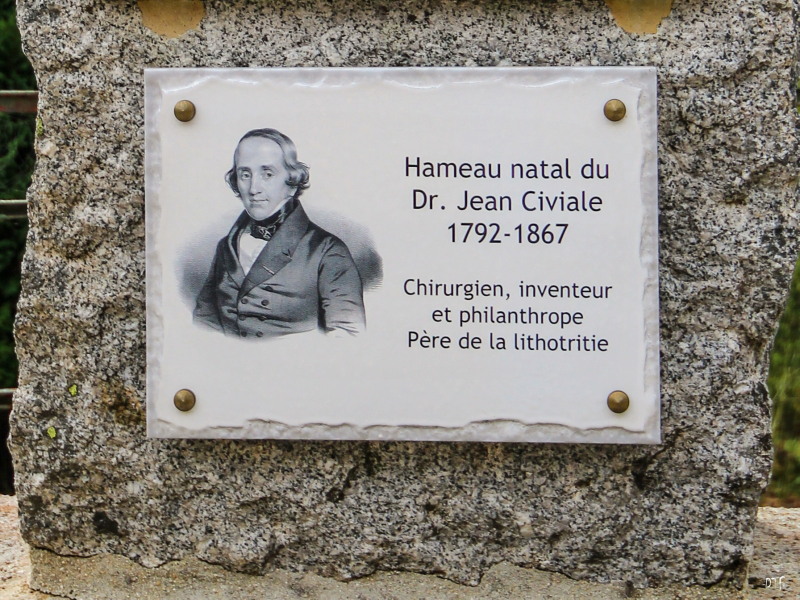 Hameau natal du
Dr. Jean Civiale
1792-1867
Chirurgien, inventeur
et philanthrope
Père de la lithotritie